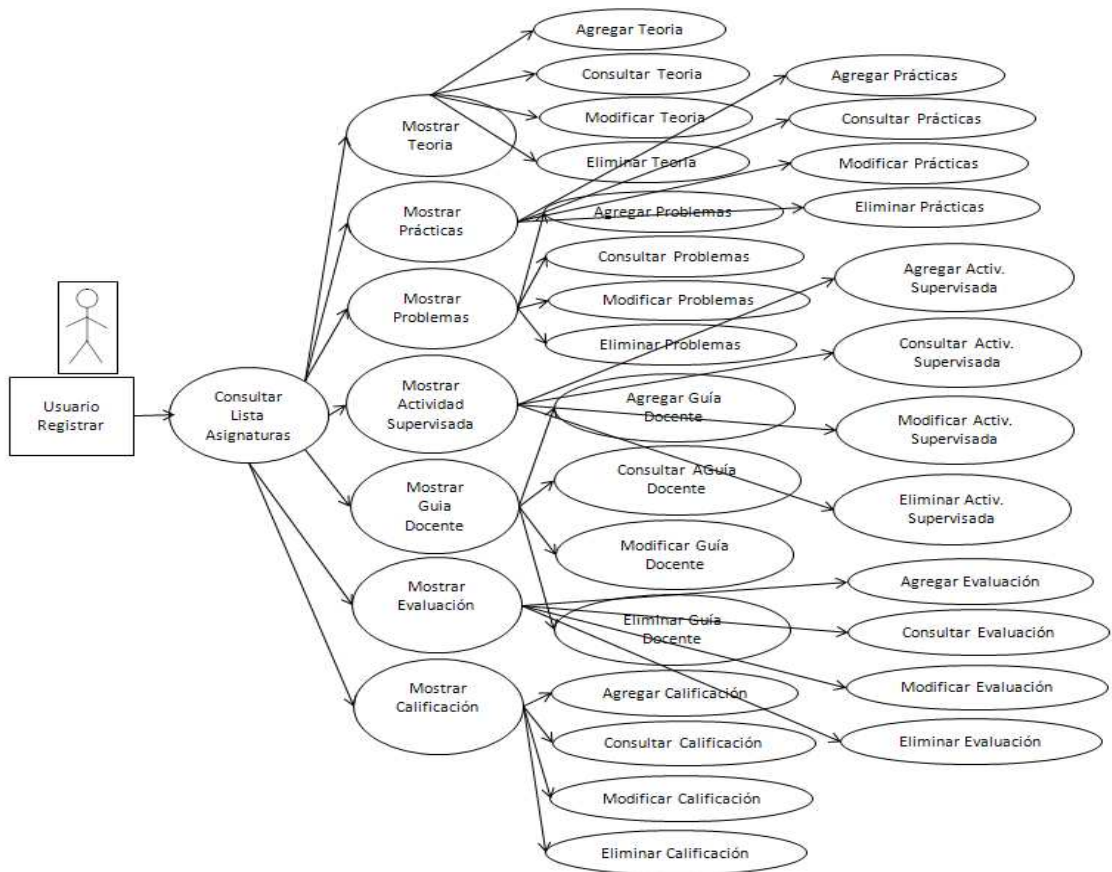 Usuario
Registrar
Consultar
Lista
Asignaturas
Mostrar
Teoria
Mostrar
Prácticas
Mostrar
Problemas
Mostrar
Actividad
Supervisada
Mostrar
Guia
Docente
Mostrar
Evaluación
Mostrar
Calificación
Agregar Teoria
Consultar Teoria
Modificar Teoria
Eliminar Teoria
Agregar Problemas
Consultar Problemas
Modificar Problemas
Eliminar Problemas
Agregar Guía
Docente
Consultar AGuía
Docente
Modificar Guía
Docente
Eliminar Guía
Docente
Agregar Calificación
Consultar Calificación
Modificar Calificación
Eliminar Calificación
Agregar Prácticas
Consultar Prácticas
Modificar Prácticas
Eliminar Prácticas
Agregar Activ.
Supervisada
Consultar Activ.
Supervisada
Modificar Activ.
Supervisada
Eliminar Activ.
Supervisada
Agregar Evaluación
Consultar Evaluación
Modificar Evaluación
Eliminar Evaluación